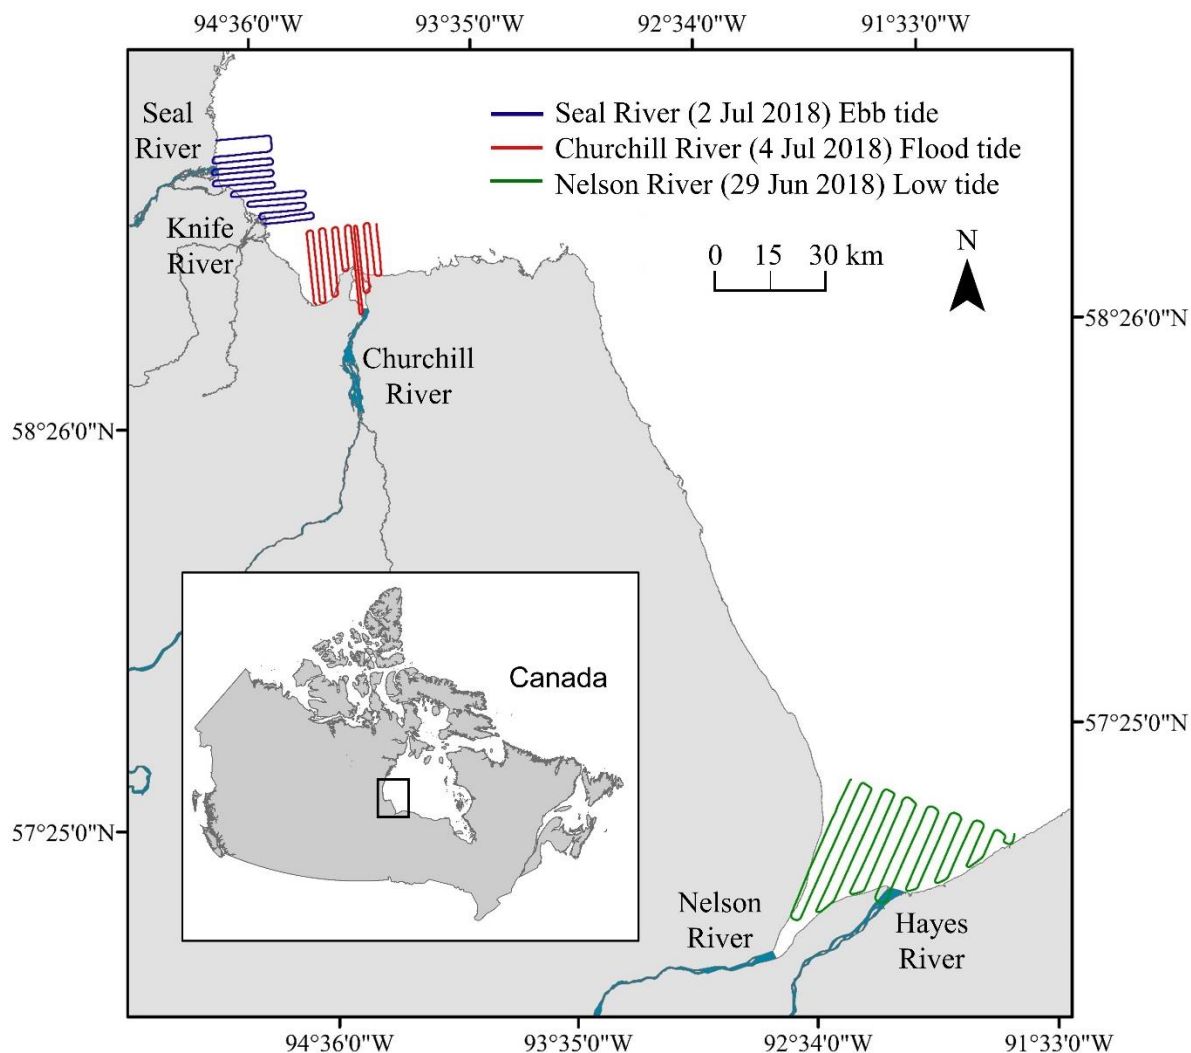 94°36'0"W 93°35'0"W 92°34'0"W 91°33'0"W
Seal
River
Seal River (2 Jul 2018) Ebb tide
Churchill River (4 Jul 2018) Flood tide
Nelson River (29 Jun 2018) Low tide
Knife
River
0 15 30 km
N
58°26'0"N
Churchill
River
58°26'0"N
Canada
57°25'0"N
57°25'0"N
Nelson
River
Hayes
River
94°36'0"W 93°35'0"W 92°34'0"W 91°33'0"W